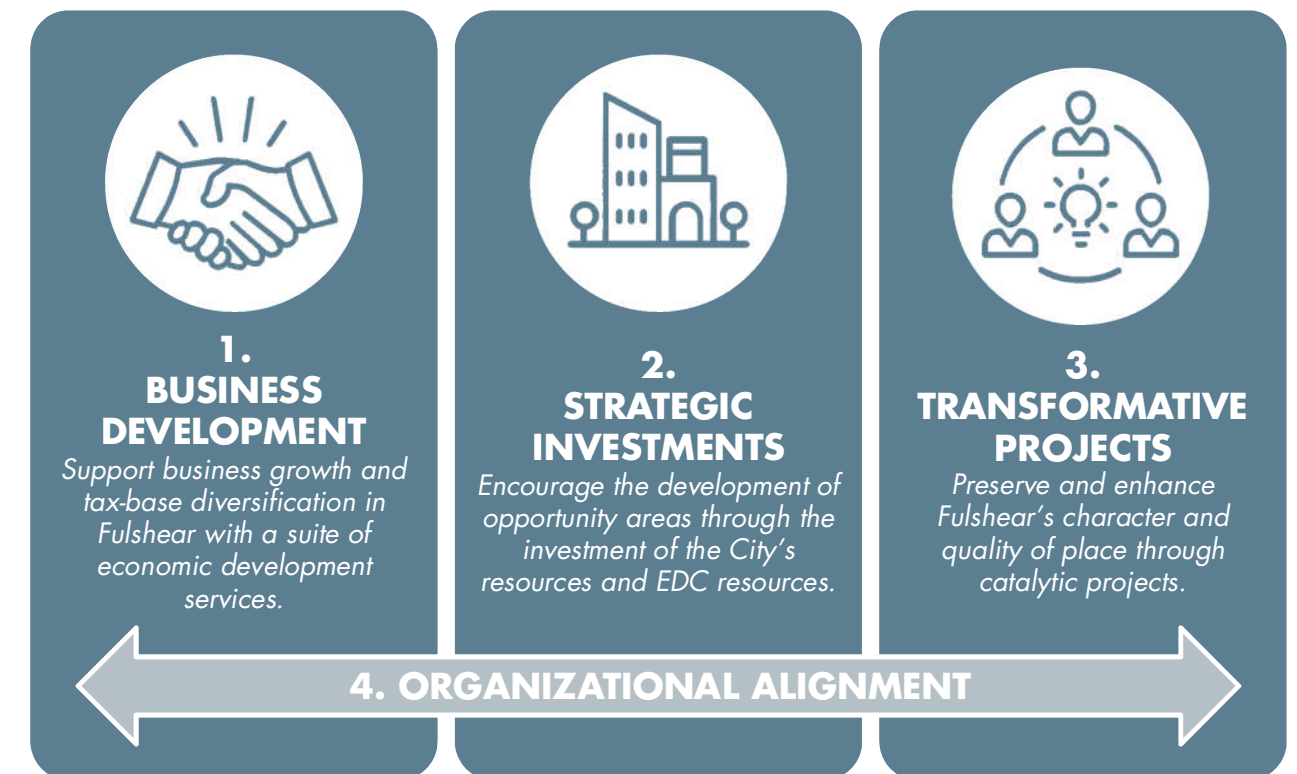 1.
BUSINESS
DEVELOPMENT
Support business growth and
tax-base diversification in
Fulshear with a suite of
economic development
services.
2.
STRATEGIC
INVESTMENTS
Encourage the development of
opportunity areas through the
investment of the City’s
resources and EDC resources.
3.
TRANSFORMATIVE
PROJECTS
Preserve and enhance
Fulshear’s character and
quality of place through
catalytic projects.
4. ORGANIZATIONAL ALIGNMENT